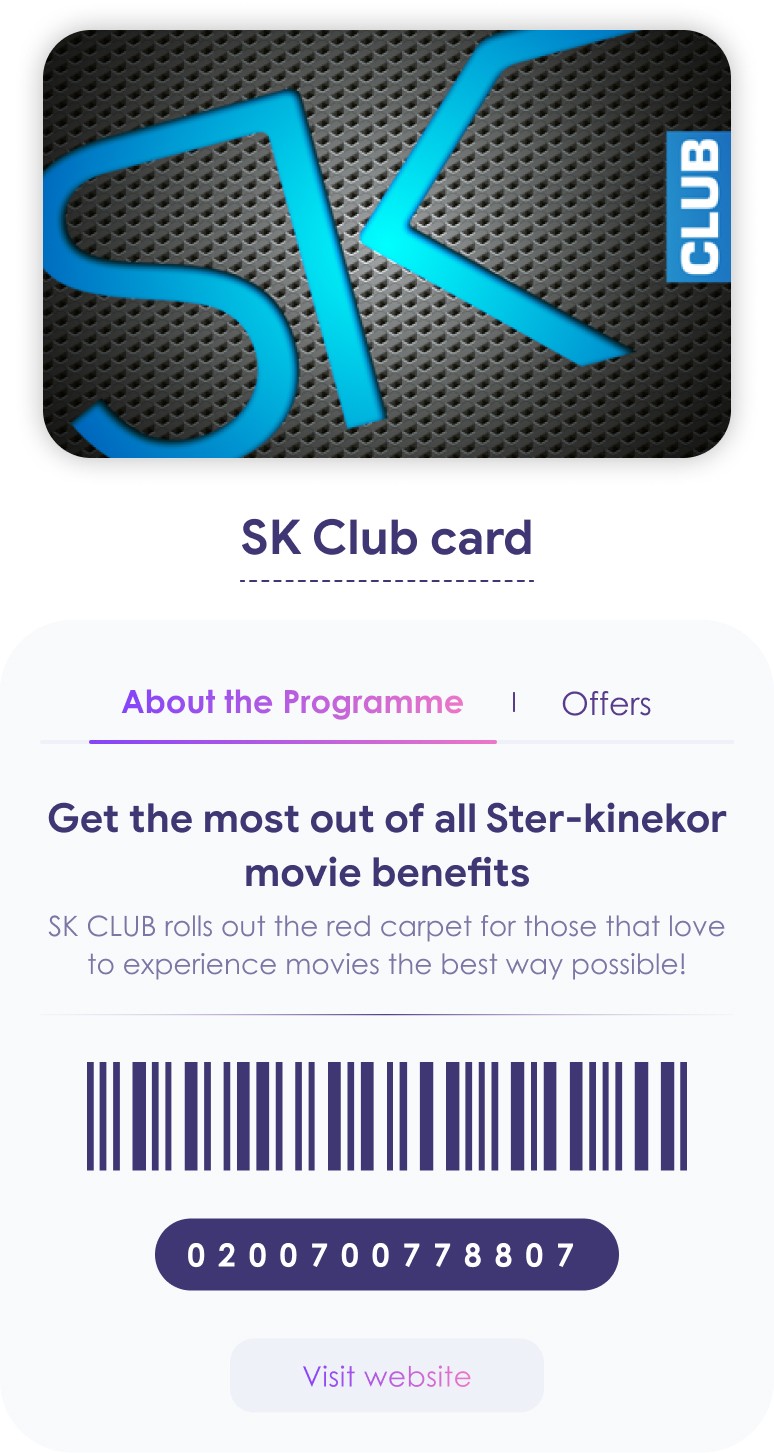 SK
CLUB
SK Club card
About the Programme | Offers
Get the most out of all Ster-kinekor
movie benefits
SK CLUB rolls out the red carpet for those that love
to experience movies the best way possible!
0200700778807
Visit website